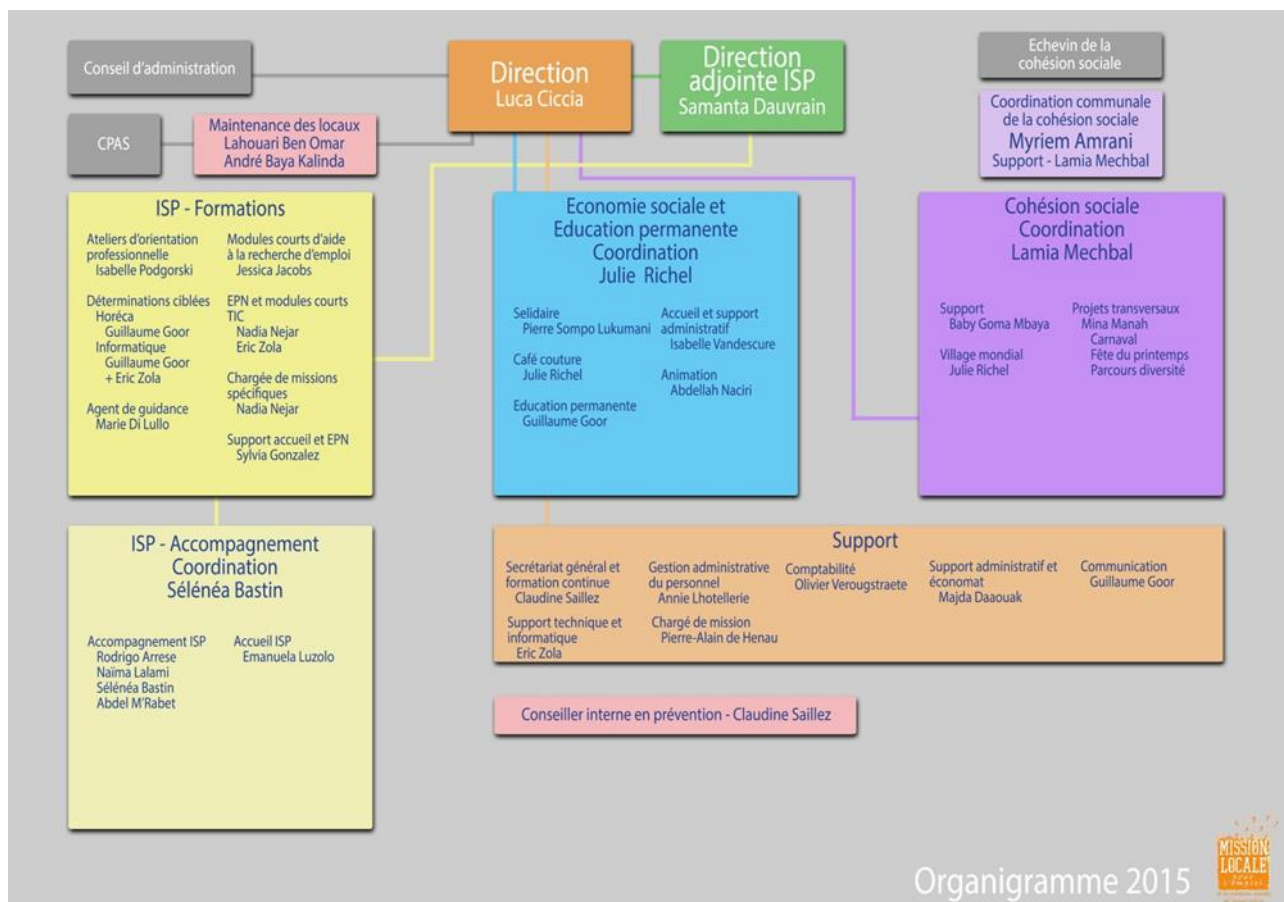 Conseil d'administration
Direction
Luca Ciccia
Direction
adjointe ISP
Samanta Dauvrain
Echevin de la
cohésion sociale
CPAS
Maintenance des locaux
Lahouari Ben Omar
André Baya Kalinda
Coordination communale
de la cohésion sociale
Myriem Amrani
Support - Lamia Mechbal
ISP - Formations
Ateliers d'orientation
professionelle
Isabelle Podgorski
Déterminations ciblées
Horéca
Guillaume Goor
Informatique
Guillaume Goor
+ Eric Zola
Agent de guidance
Marie Di Lullo
Modules courts d'aide
à la recherche d'emploi
Jessica Jacobs
EPN et modules courts
TIC
Nadia Nejar
Eric Zola
Chargée de missions
spécifiques
Nadia Nejar
Support accueil et EPN
Sylvia Gonzalez
Economie sociale et
Education permanente
Coordination
Julie Richel
Selidaire
Pierre Sompo Lukumani
Café couture
Julie Richel
Education permanente
Guillaume Goor
Accueil et support
administratif
Isabelle Vandescure
Animation
Abdellah Naciri
Cohésion sociale
Coordination
Lamia Mechbal
Support
Baby Goma Mbaya
Village mondial
Julie Richel
Projets transversaux
Mina Manah
Carnaval
Fête du printemps
Parcours diversité
ISP - Accompagnement
Coordination
Sélénéa Bastin
Accompagnement ISP
Rodrigo Arrese
Naïma Lalami
Sélénéa Bastin
Abdel M'Rabet
Accueil ISP
Emanuela Luzolo
Support
Secrétariat général et
formation continue
Claudine Saillez
Support technique et
informatique
Eric Zola
Gestion administrative
du personnel
Annie Lhotellerie
Chargé de mission
Pierre-Alain de Henau
Comptabilité
Olivier Verougstraete
Support administratif et
économat
Majda Daaouak
Communication
Guillaume Goor
Conseiller interne en prévention - Claudine Saillez
Organigramme 2015
MISSION
LOCALE
pour
l'emploi